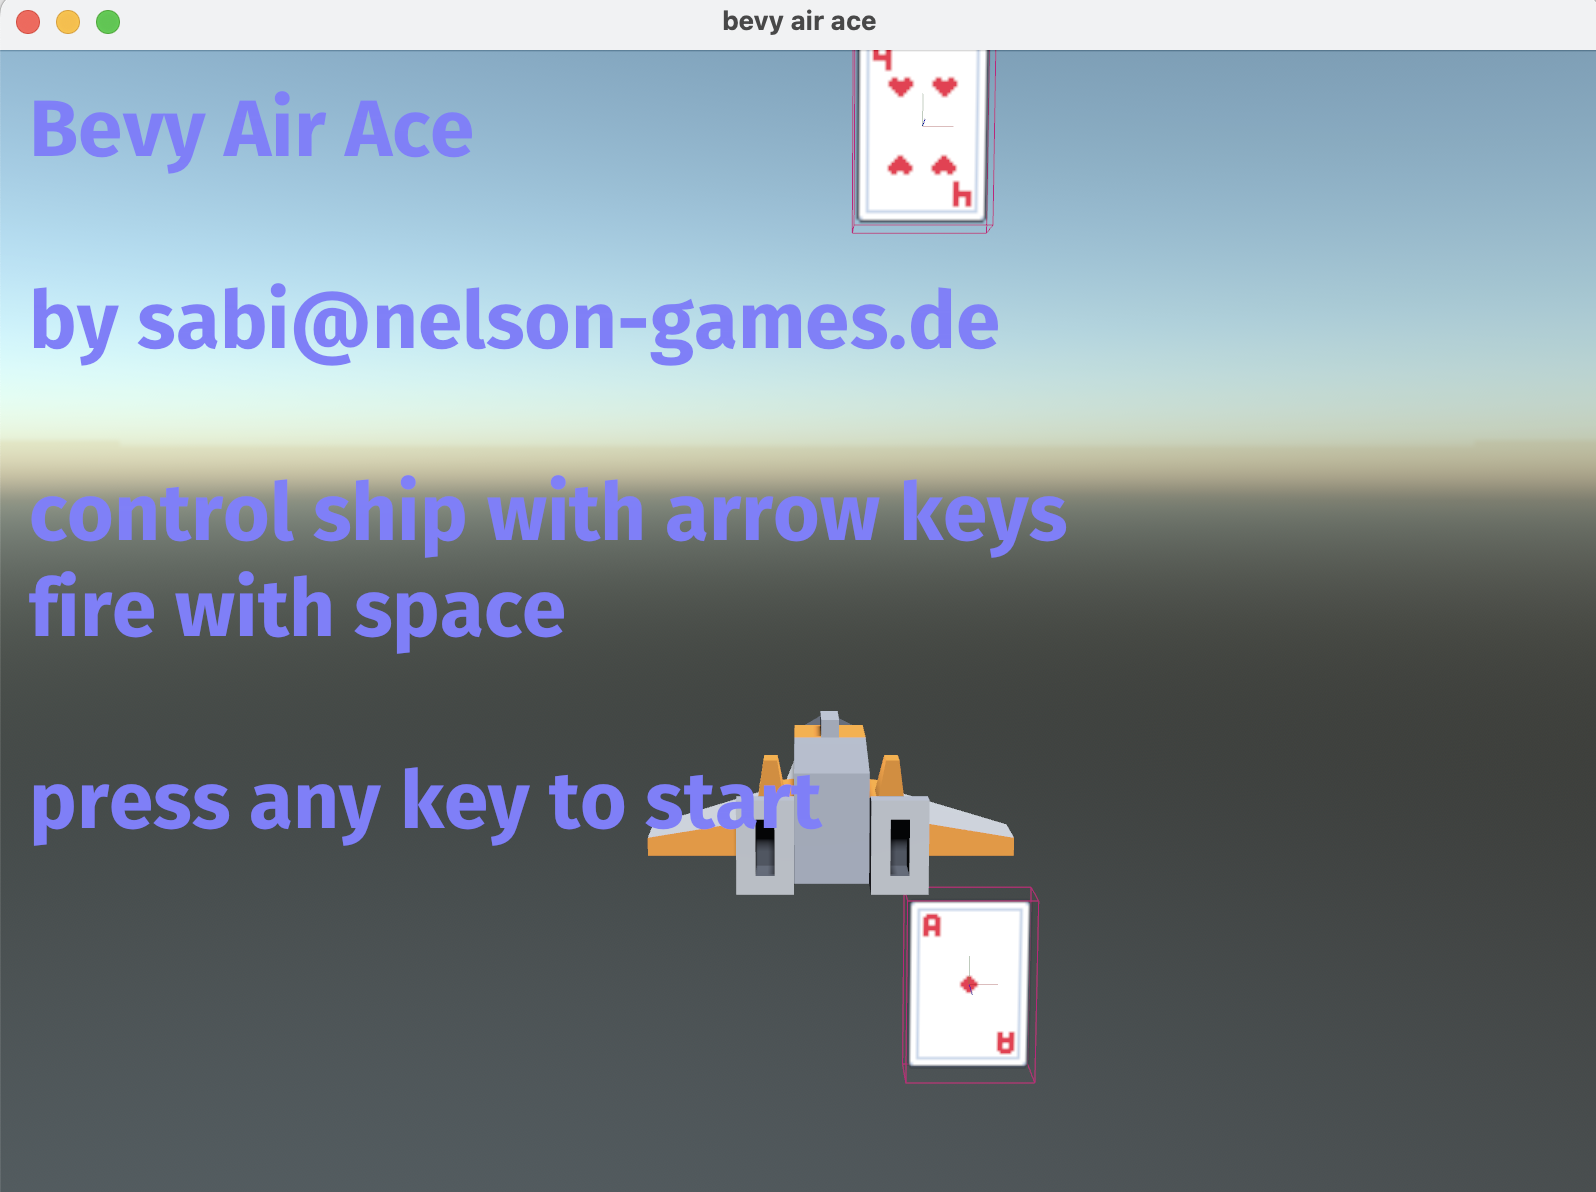 bevy air ace
4
4
Bevy Air Ace
by sabi@nelson-games.de
control ship with arrow keys
fire with space
press any key to start
A
A